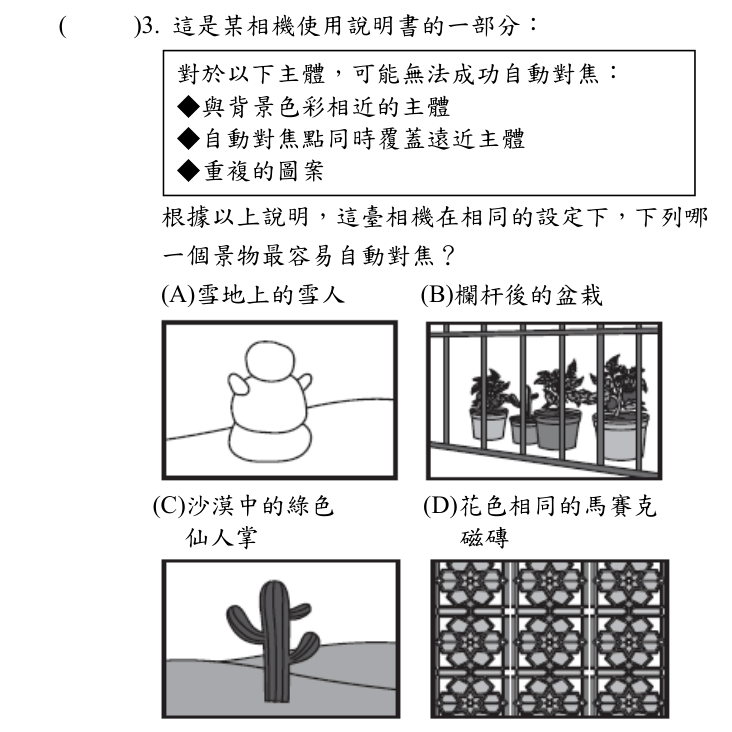 (　　)3. 這是某相機使用說明書的一部分：
對於以下主體，可能無法成功自動對焦：
◆與背景色彩相近的主體
◆自動對焦點同時覆蓋遠近主體
◆重複的圖案
根據以上說明，這臺相機在相同的設定下，下列哪
一個景物最容易自動對焦？
(A)雪地上的雪人
(B)欄杆後的盆栽
(C)沙漠中的綠色
仙人掌
(D)花色相同的馬賽克
磁磚